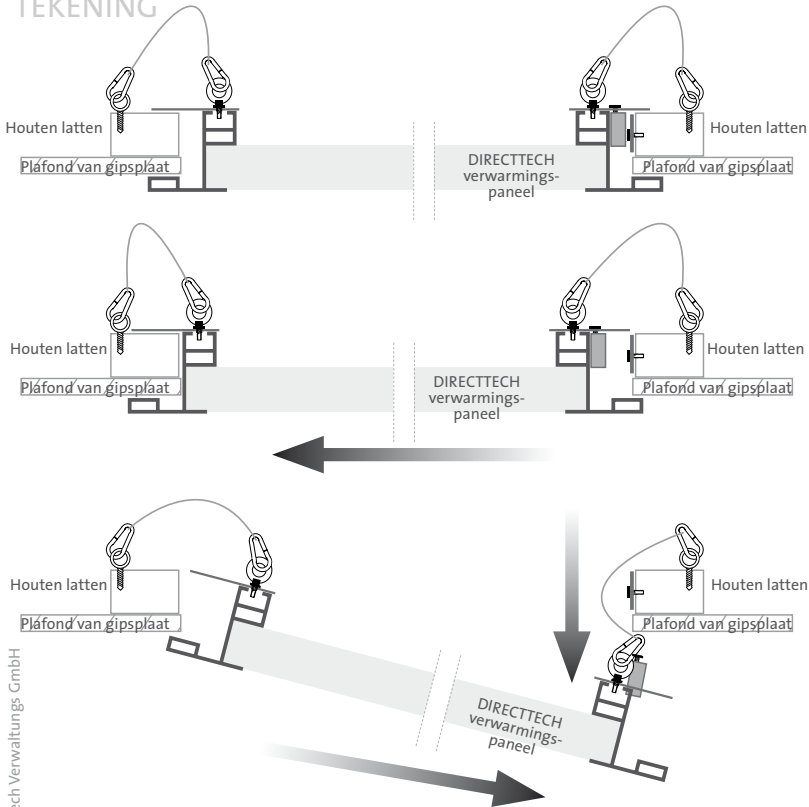 TEKENING
Houten latten
Plafond van gipsplaat
DIRECTTECH
verwarmings-
paneel
Houten latten
Plafond van gipsplaat
Houten latten
Plafond van gipsplaat
DIRECTTECH
verwarmings-
paneel
Houten latten
Plafond van gipsplaat
Houten latten
Plafond van gipsplaat
DIRECTTECH
verwarmings-
paneel
Houten latten
Plafond van gipsplaat
ech Verwaltungs GmbH